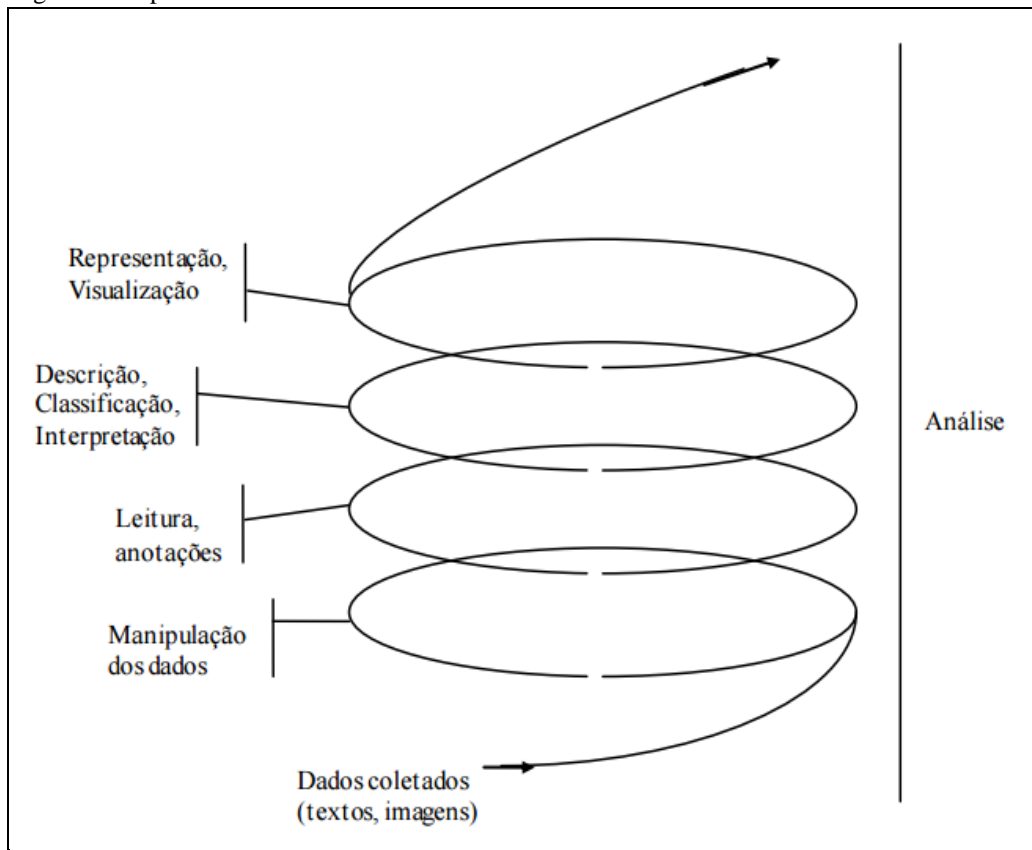 Representação,
Visualização
Descrição,
Classificação,
Interpretação
Análise
Leitura,
anotações
Manipulação
dos dados
Dados coletados
(textos, imagens)